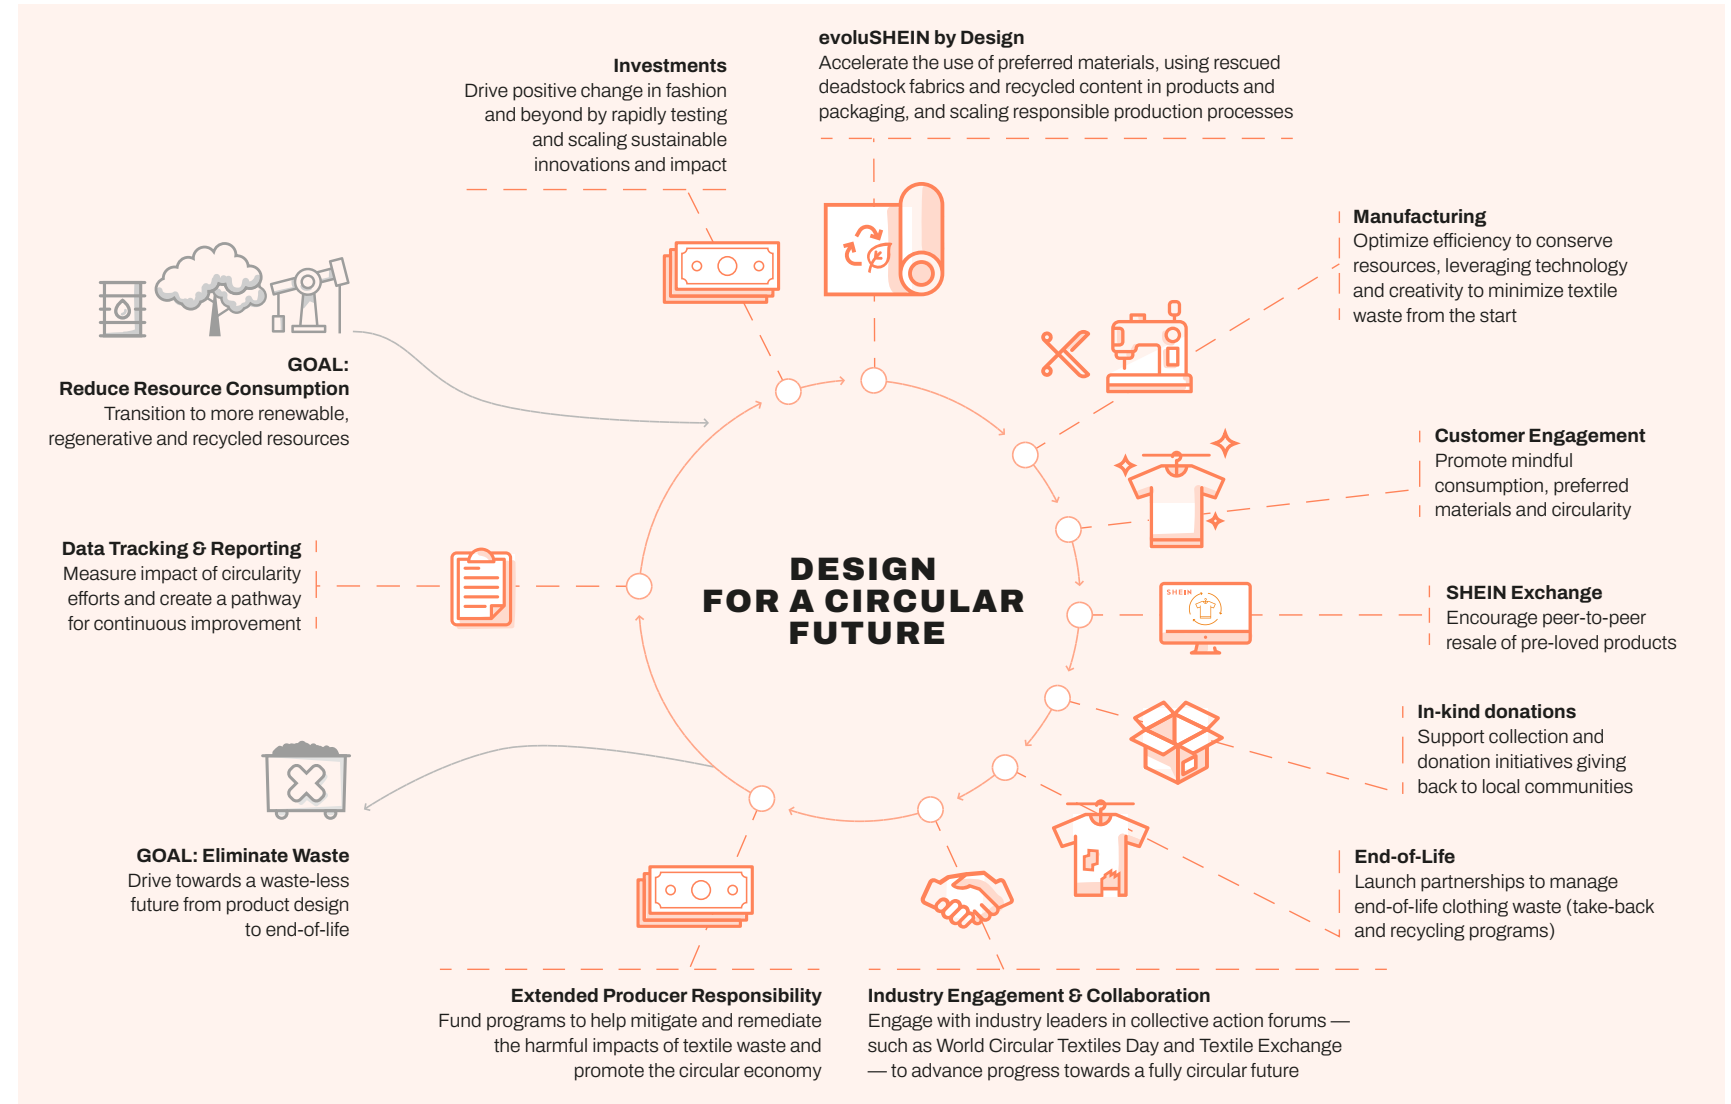 evoluSHEIN by Design
Accelerate the use of preferred materials, using rescued
deadstock fabrics and recycled content in products and
packaging, and scaling responsible production processes
Investments
Drive positive change in fashion
and beyond by rapidly testing
and scaling sustainable
innovations and impact
Manufacturing
Optimize efficiency to conserve
resources, leveraging technology
and creativity to minimize textile
waste from the start
GOAL:
Reduce Resource Consumption
Transition to more renewable,
regenerative and recycled resources
Customer Engagement
Promote mindful
consumption, preferred
materials and circularity
Data Tracking & Reporting
Measure impact of circularity
efforts and create a pathway
for continuous improvement
DESIGN
FOR A CIRCULAR
FUTURE
SHEIN
SHEIN Exchange
Encourage peer-to-peer
resale of pre-loved products
In-kind donations
Support collection and
donation initiatives giving
back to local communities
GOAL: Eliminate Waste
Drive towards a waste-less
future from product design
to end-of-life
End-of-Life
Launch partnerships to manage
end-of-life clothing waste (take-back
and recycling programs)
Extended Producer Responsibility
Fund programs to help mitigate and remediate
the harmful impacts of textile waste and
promote the circular economy
Industry Engagement & Collaboration
Engage with industry leaders in collective action forums —
such as World Circular Textiles Day and Textile Exchange
— to advance progress towards a fully circular future